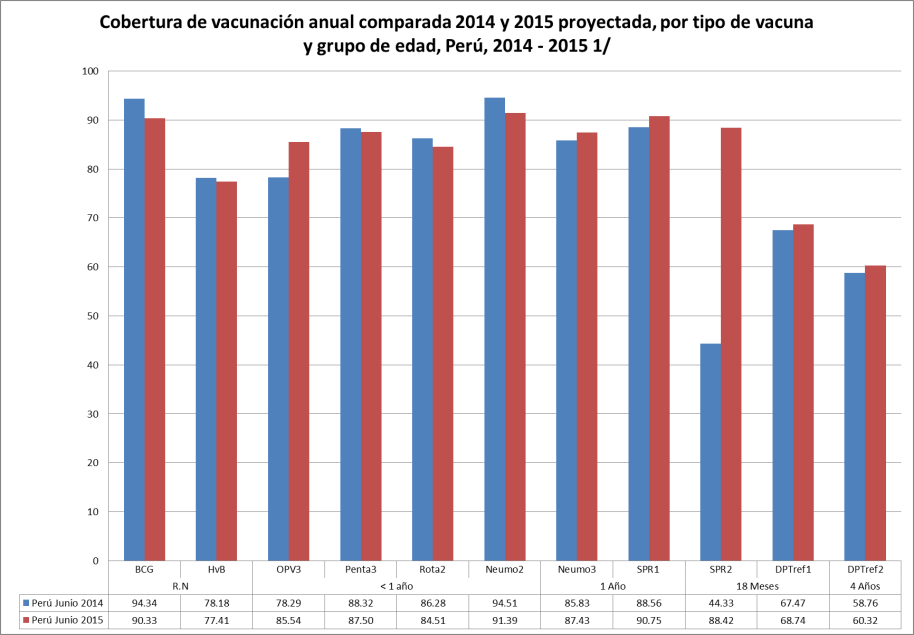 Cobertura de vacunación anual comparada 2014 y 2015 proyectada, por tipo de vacuna
y grupo de edad, Perú, 2014 - 2015 1/
100
90
80
70
60
50
40
30
20
10
0
BCG HvB OPV3 Penta3 Rota2 Neumo2 Neumo3 SPR1 SPR2 DPTref1 DPTref2
R.N < 1 año 1 Año 18 Meses 4 Años
Perú Junio 2014 94.34 78.18 78.29 88.32 86.28 94.51 85.83 88.56 44.33 67.47 58.76
Perú Junio 2015 90.33 77.41 85.54 87.50 84.51 91.39 87.43 90.75 88.42 68.74 60.32